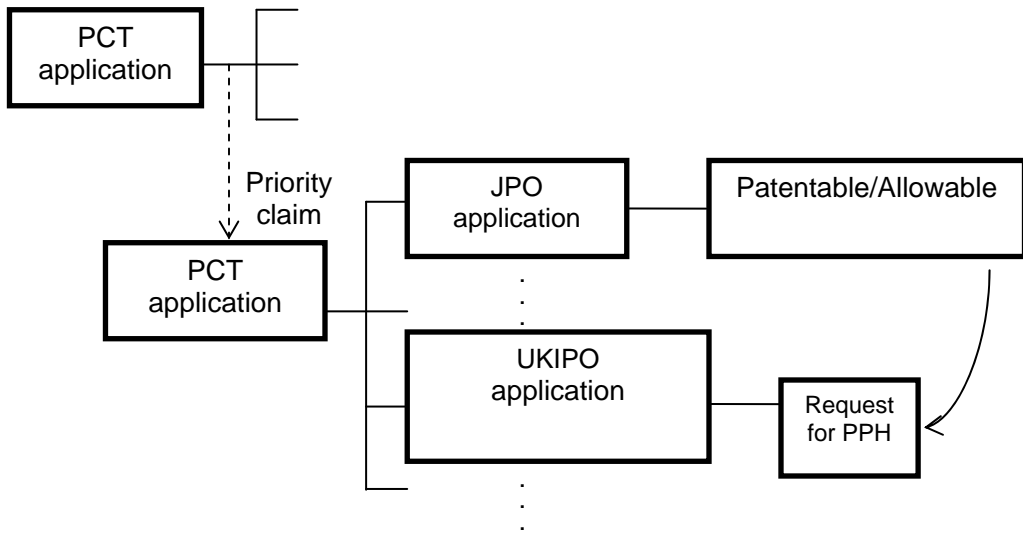 PCT
application
Priority
claim
PCT
application
JPO
application
Patentable/Allowable
UKIPO
application
Request
for PPH